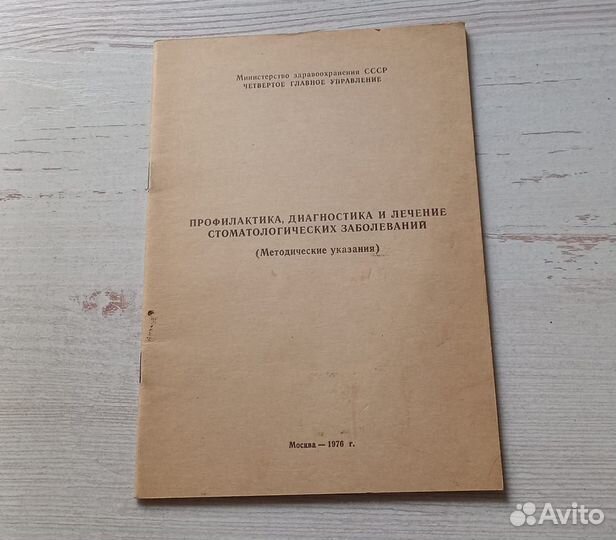 Министерство здравоохранения СССР
ЧЕТВЕРТОЕ ГЛАВНОЕ УПРАВЛЕНИЕ
ПРОФИЛАКТИКА, ДИАГНОСТИКА И ЛЕЧЕНИЕ
СТОМАТОЛОГИЧЕСКИХ ЗАБОЛЕВАНИЙ
(Методические указания)
Москва — 1976 г.
Avito